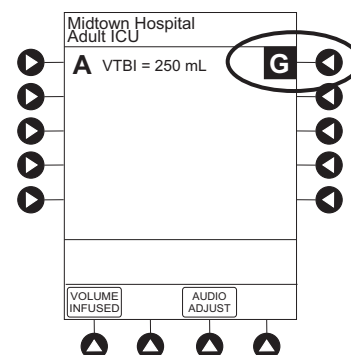 Midtown Hospital
Adult ICU
A VTBI = 250 mL G
VOLUME
INFUSED
AUDIO
ADJUST